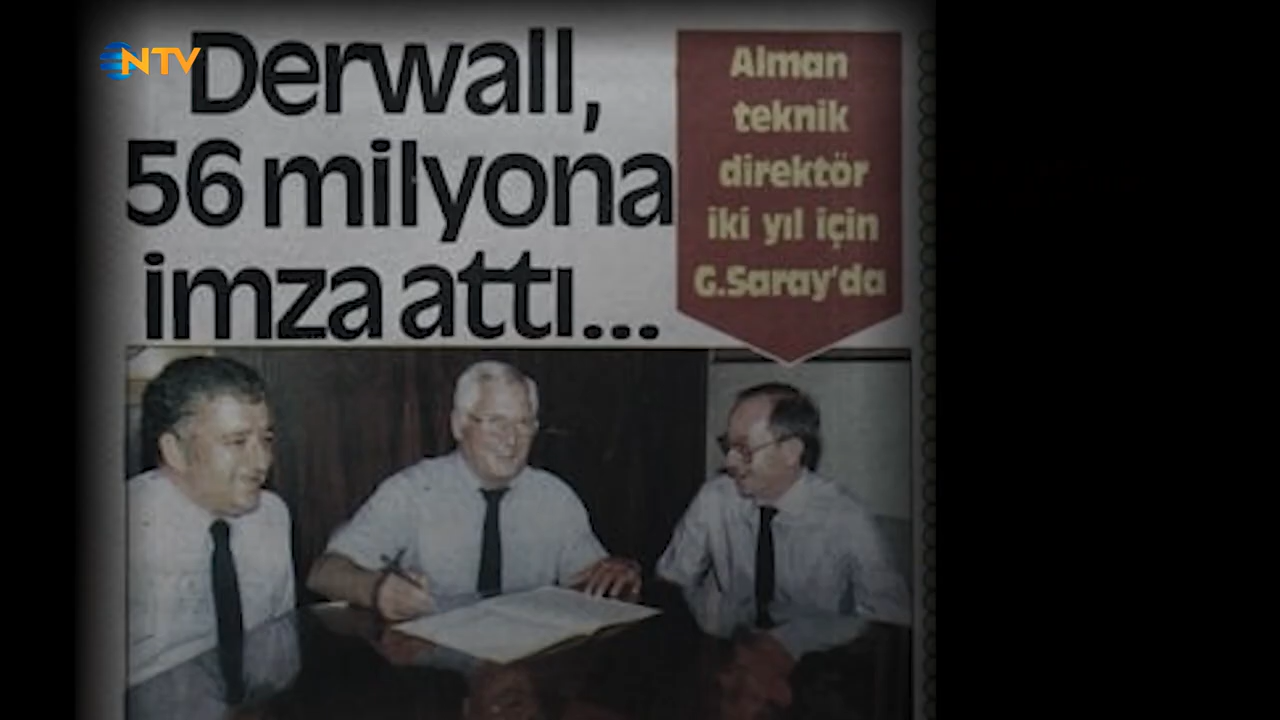 NTV
Derwall,
56 milyona
imza attı...
Alman
teknik
direktör
iki yıl için
G.Saray'da